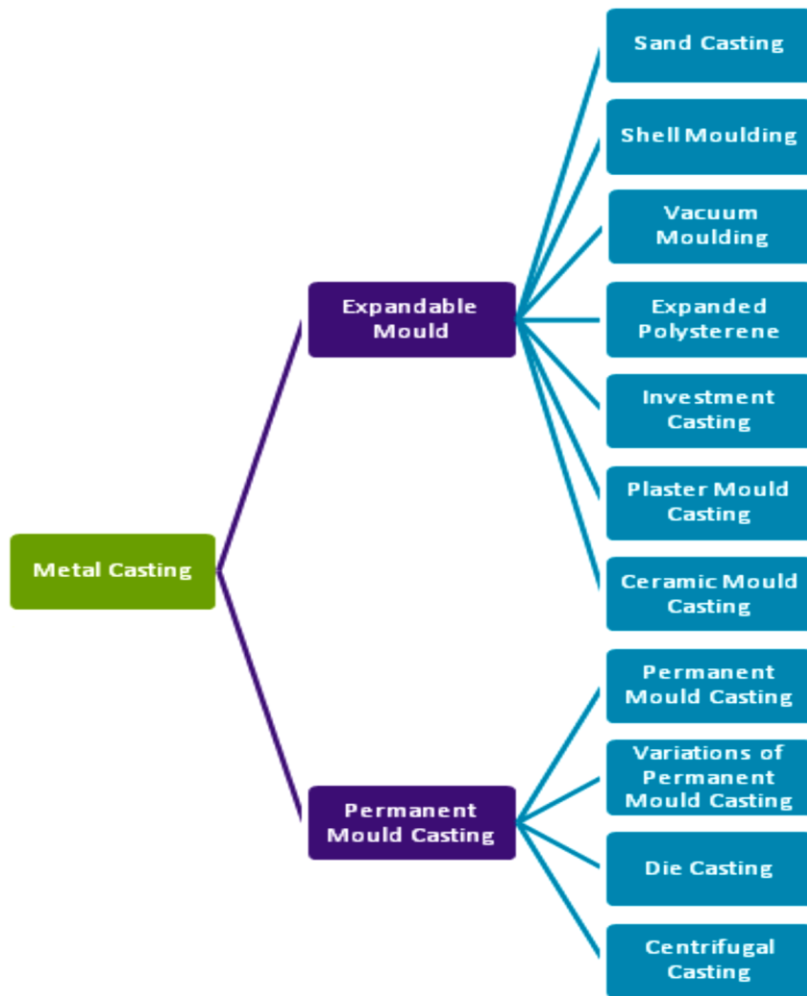 Sand Casting
Shell Moulding
Vacuum
Moulding
Expandable
Mould
Expanded
Polysterene
Investment
Casting
Plaster Mould
Casting
Metal Casting
Ceramic Mould
Casting
Permanent
Mould Casting
Variations of
Permanent
Mould Casting
Permanent
Mould Casting
Die Casting
Centrifugal
Casting